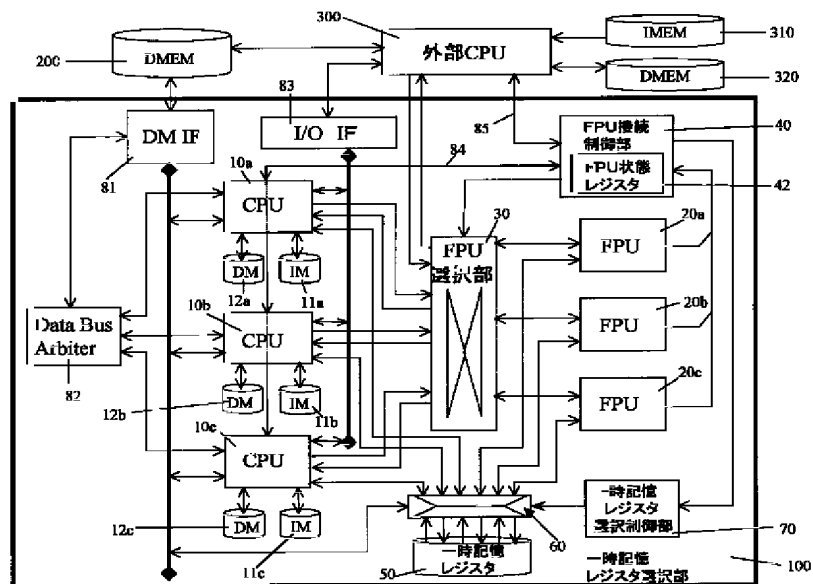 300
200
DMEM
外部CPU
IMEM
310
DMEM
320
83
85
DM IF
81
I/O IF
84
FPU接続
制御部
40
FPU状態
レジスタ
42
10a
CPU
DM
IM
12a
11a
30
FPU
選択部
20a
FPU
10b
CPU
DM
IM
12b
11b
20b
FPU
Data Bus
Arbiter
82
20c
FPU
10c
CPU
DM
IM
12c
11c
60
一時記憶
レジスタ
選択制御部
70
50
一時記憶
レジスタ
一時記憶
レジスタ選択部
100